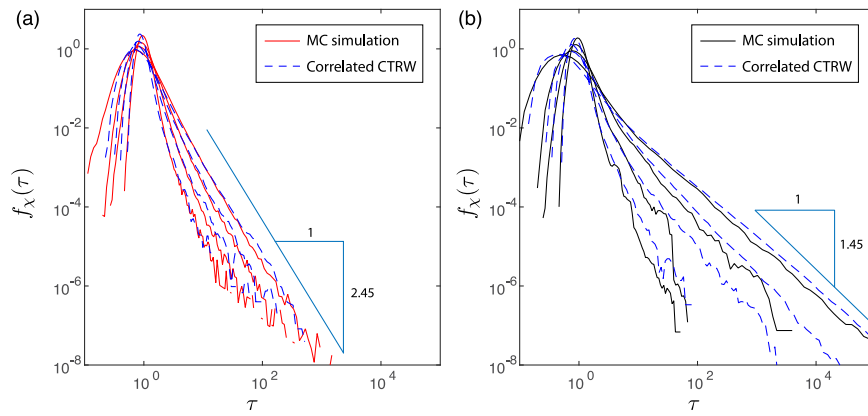 (a)
MC simulation
Correlated CTRW
10^0
10^-2
10^-4
10^-6
10^-8
f_χ(τ)
1
2.45
10^0
10^2
10^4
τ
(b)
MC simulation
Correlated CTRW
10^0
10^-2
10^-4
10^-6
10^-8
f_χ(τ)
1
1.45
10^0
10^2
10^4
τ